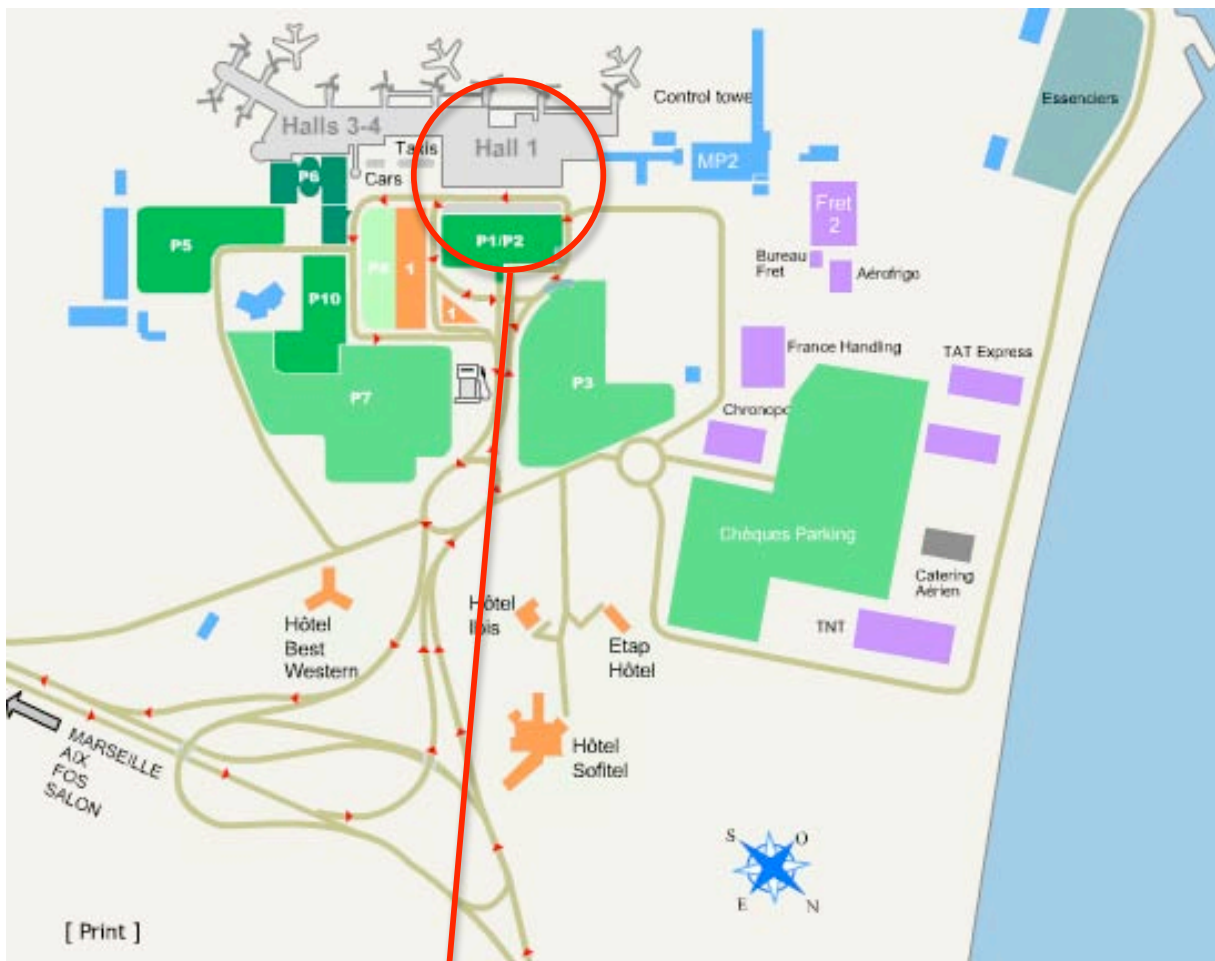 Essenciers
Control towe
Halls 3-4
Hall 1
Taxis
Cars
MP2
P6
Fret
2
P5
P1/P2
1
Bureau
Fret
Aérofrigo
P10
1
France Handling
TAT Express
P7
P3
Chronopo
Chèques Parking
Catering
Aérien
Hôtel
Best
Western
Hôtel
Ibis
Etap
Hôtel
TNT
Hôtel
Sofitel
MARSEILLE
AIX
FOS
SALON
S
O
E
N
[ Print ]